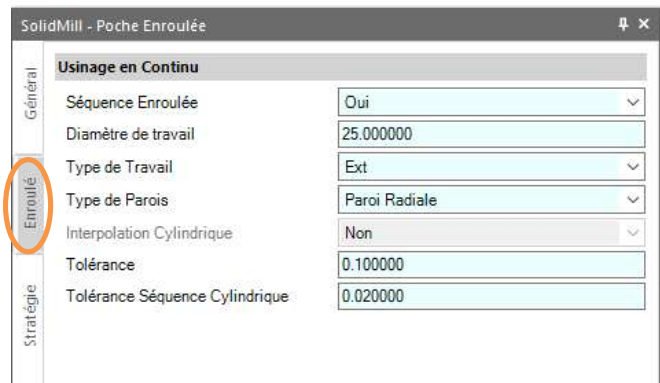 SolidMill - Poche Enroulée
Général
Enroulé
Stratégie
Usinage en Continu
Séquence Enroulée Oui
Diamètre de travail 25.000000
Type de Travail Ext
Type de Parois Paroi Radiale
Interpolation Cylindrique Non
Tolérance 0.100000
Tolérance Séquence Cylindrique 0.020000